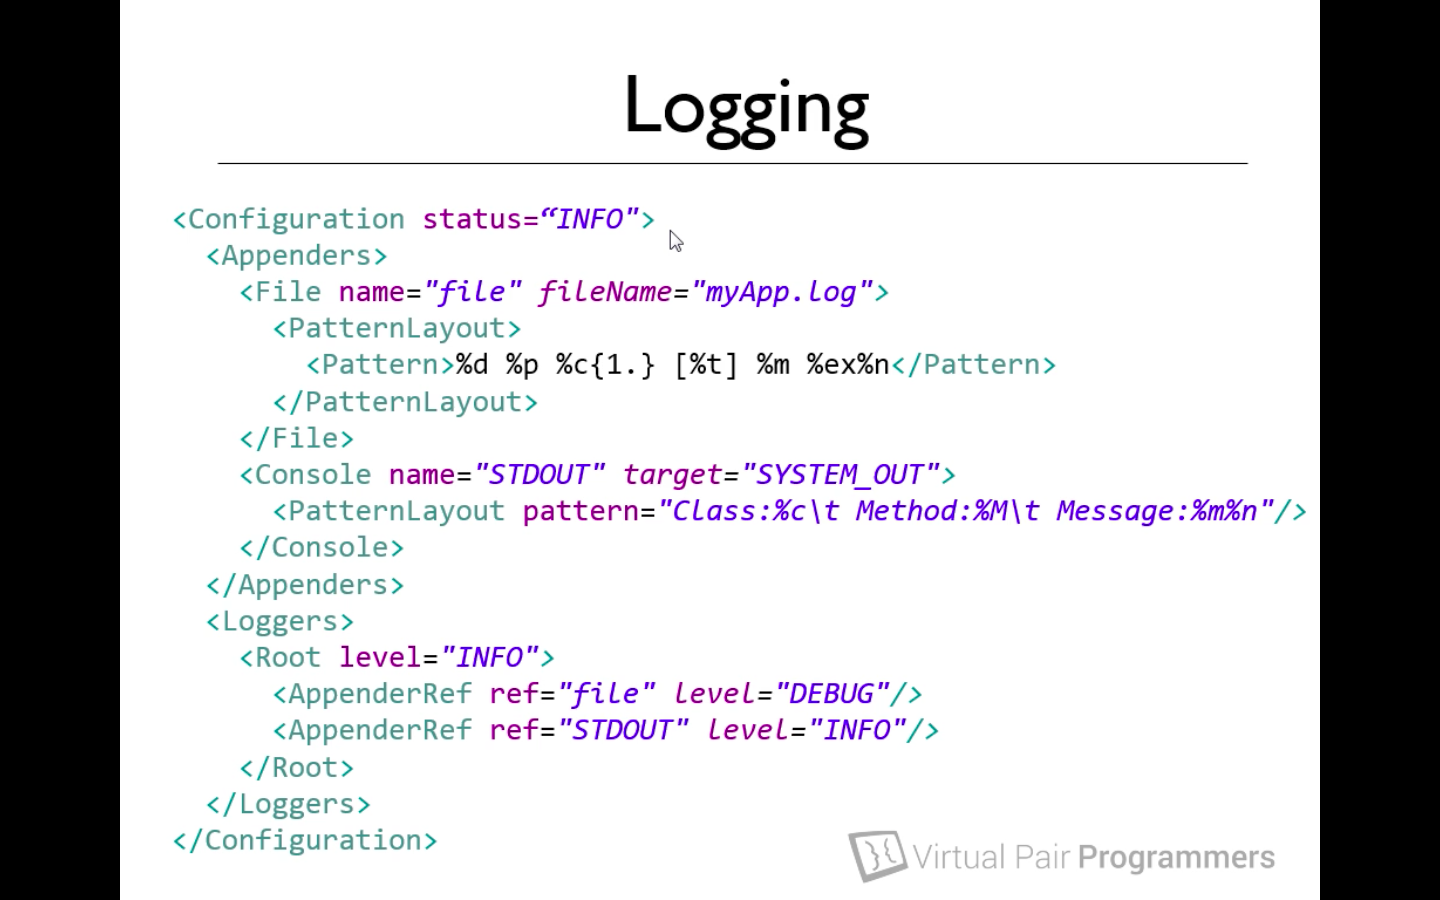 Logging
<Configuration status=“INFO">
<Appenders>
<File name="file" fileName="myApp.log">
<PatternLayout>
<Pattern>%d %p %c{1.} [%t] %m %ex%n</Pattern>
</PatternLayout>
</File>
<Console name="STDOUT" target="SYSTEM_OUT">
<PatternLayout pattern="Class:%c\t Method:%M\t Message:%m%n"/>
</Console>
</Appenders>
<Loggers>
<Root level="INFO">
<AppenderRef ref="file" level="DEBUG"/>
<AppenderRef ref="STDOUT" level="INFO"/>
</Root>
</Loggers>
</Configuration>
Virtual Pair Programmers